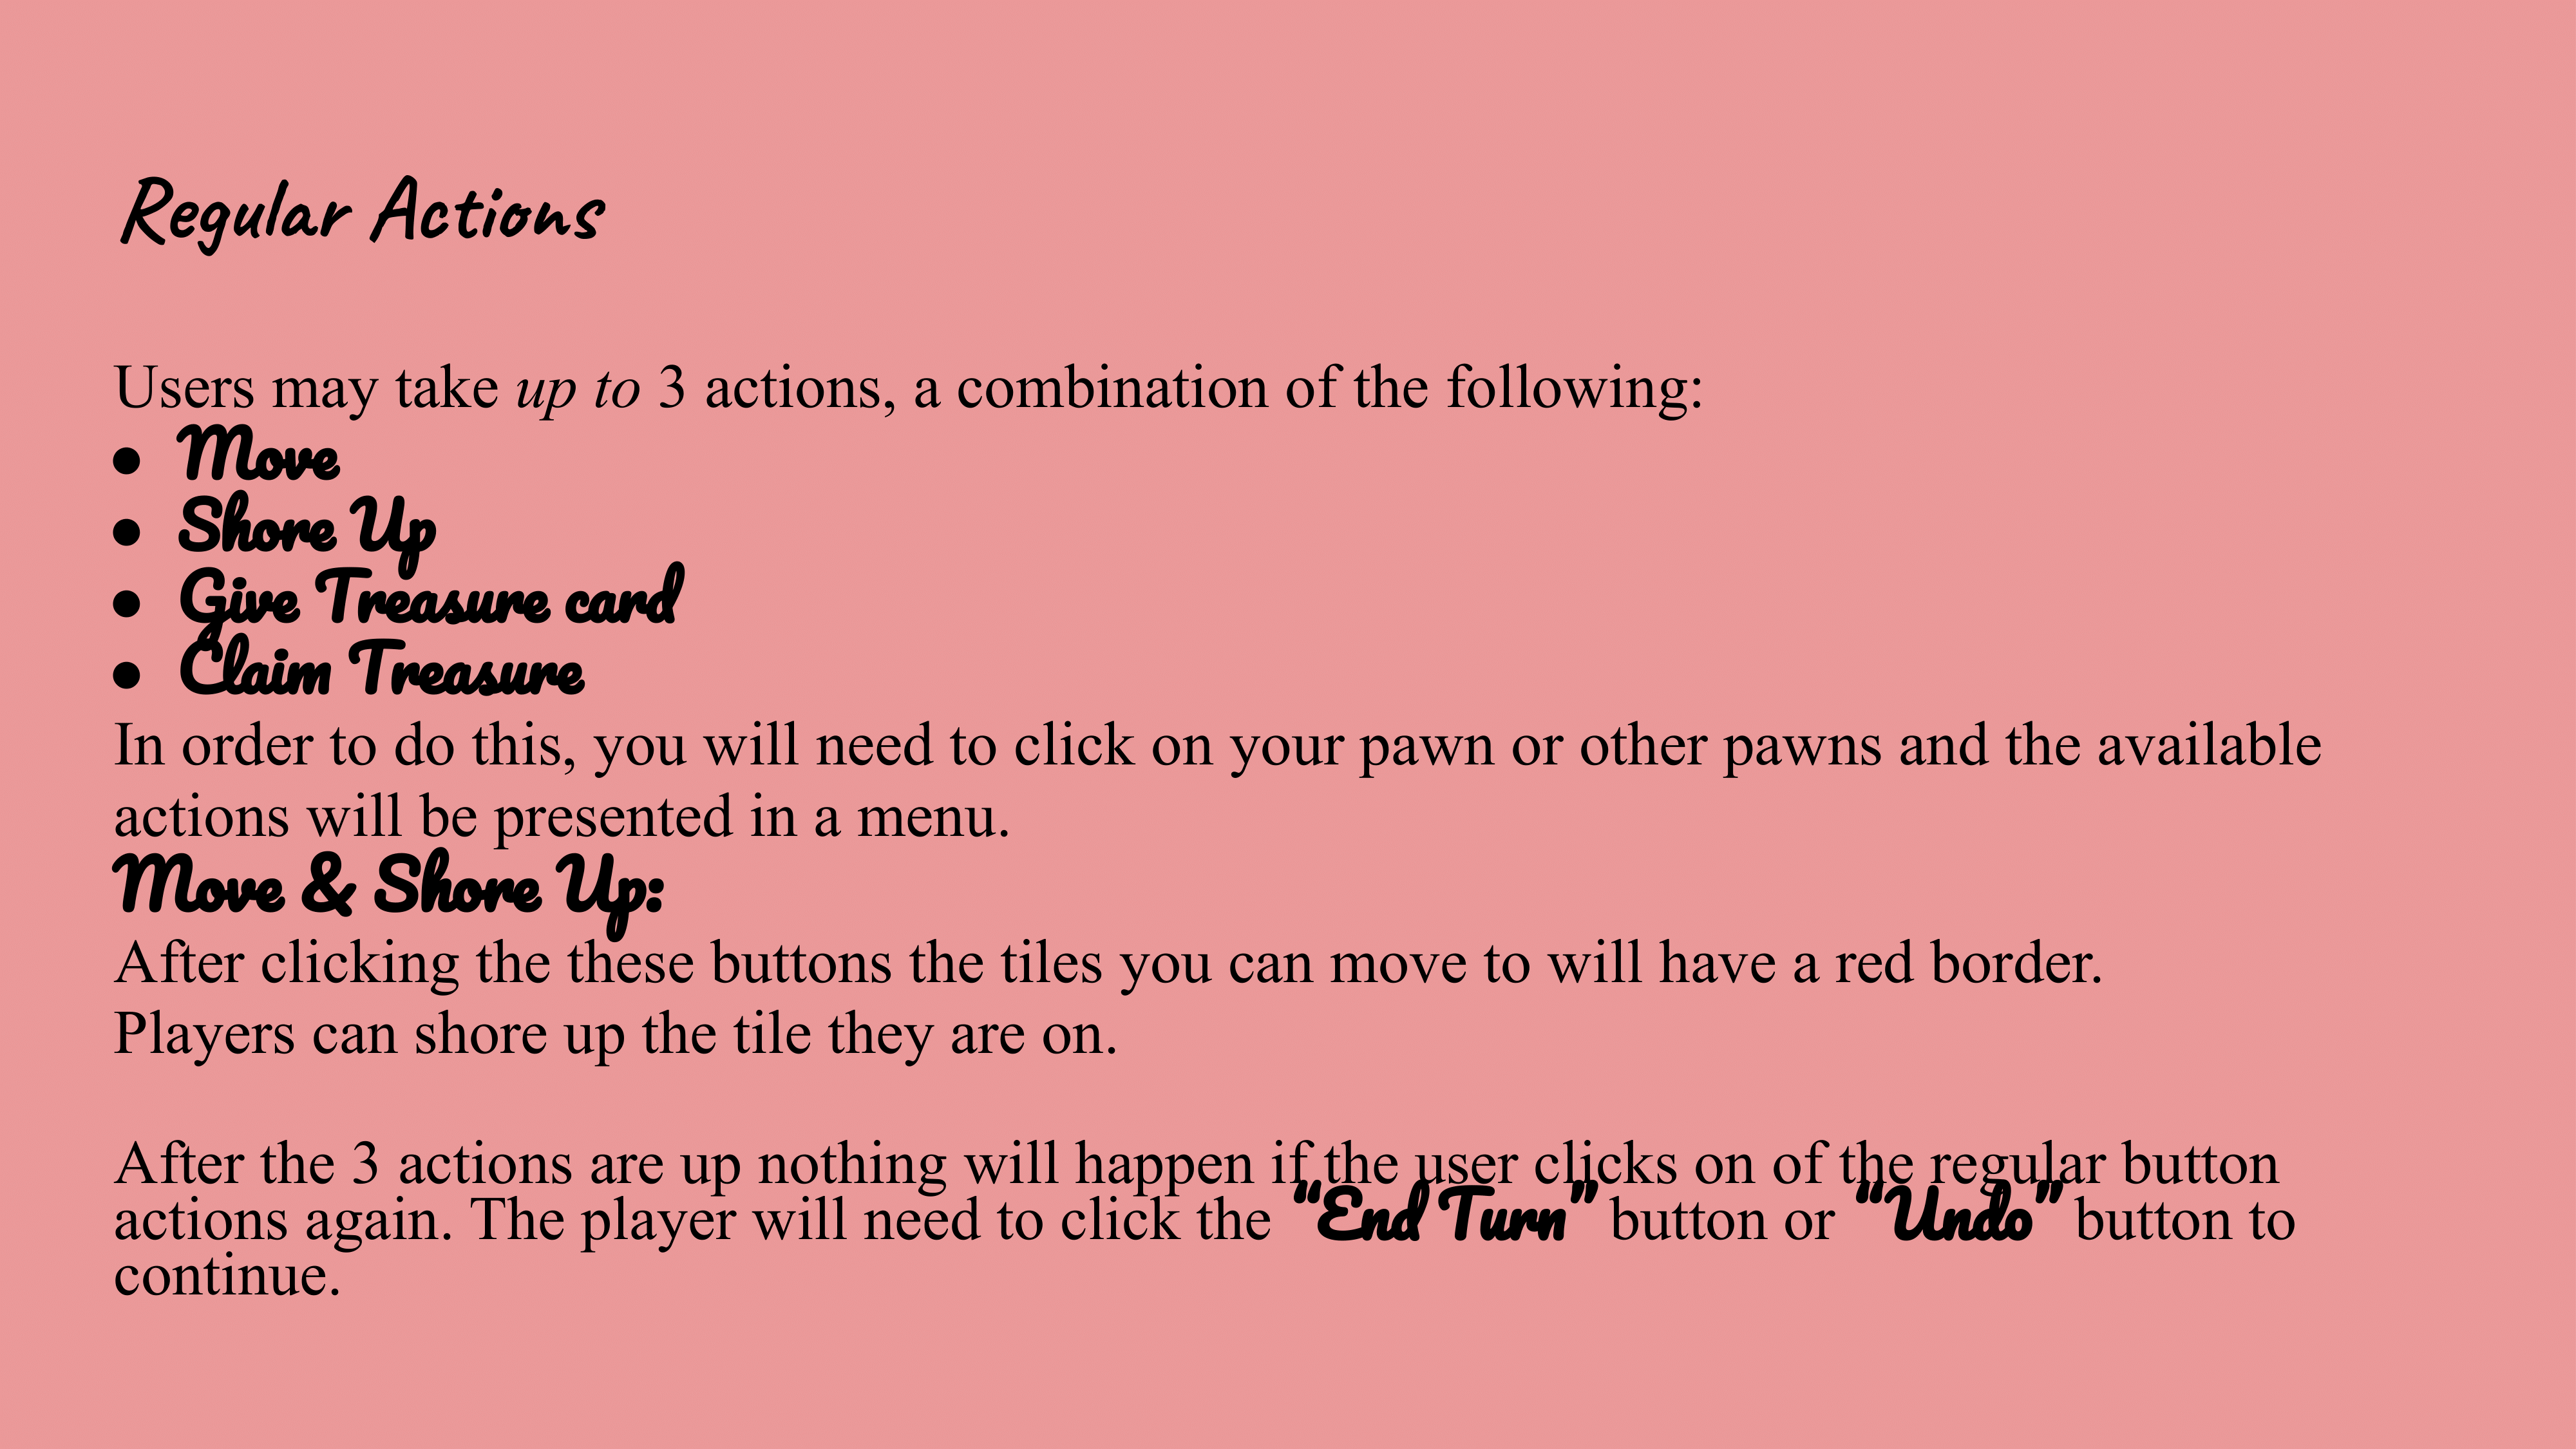 Regular Actions
Users may take up to 3 actions, a combination of the following:
● Move
● Shore Up
● Give Treasure card
● Claim Treasure
In order to do this, you will need to click on your pawn or other pawns and the available
actions will be presented in a menu.
Move & Shore Up:
After clicking the these buttons the tiles you can move to will have a red border.
Players can shore up the tile they are on.
After the 3 actions are up nothing will happen if the user clicks on of the regular button
actions again. The player will need to click the “End Turn” button or “Undo” button to
continue.